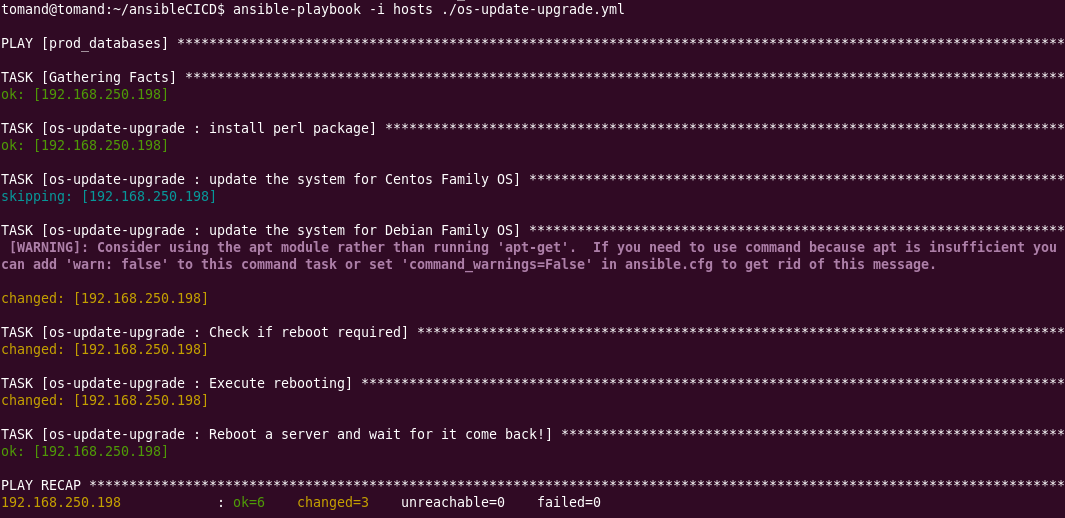 tomand@tomand:~/ansibleCICD$ ansible-playbook -i hosts ./os-update-upgrade.yml
PLAY [prod_databases] ***************************************************************************************************************
TASK [Gathering Facts] **************************************************************************************************************
ok: [192.168.250.198]
TASK [os-update-upgrade : install perl package] *************************************************************************************
ok: [192.168.250.198]
TASK [os-update-upgrade : update the system for Centos Family OS] *******************************************************************
skipping: [192.168.250.198]
TASK [os-update-upgrade : update the system for Debian Family OS] *******************************************************************
[WARNING]: Consider using the apt module rather than running 'apt-get'.  If you need to use command because apt is insufficient you
can add 'warn: false' to this command task or set 'command_warnings=False' in ansible.cfg to get rid of this message.
changed: [192.168.250.198]
TASK [os-update-upgrade : Check if reboot required] *********************************************************************************
changed: [192.168.250.198]
TASK [os-update-upgrade : Execute rebooting] ****************************************************************************************
changed: [192.168.250.198]
TASK [os-update-upgrade : Reboot a server and wait for it come back!] ***************************************************************
ok: [192.168.250.198]
PLAY RECAP **************************************************************************************************************************
192.168.250.198            : ok=6    changed=3    unreachable=0    failed=0